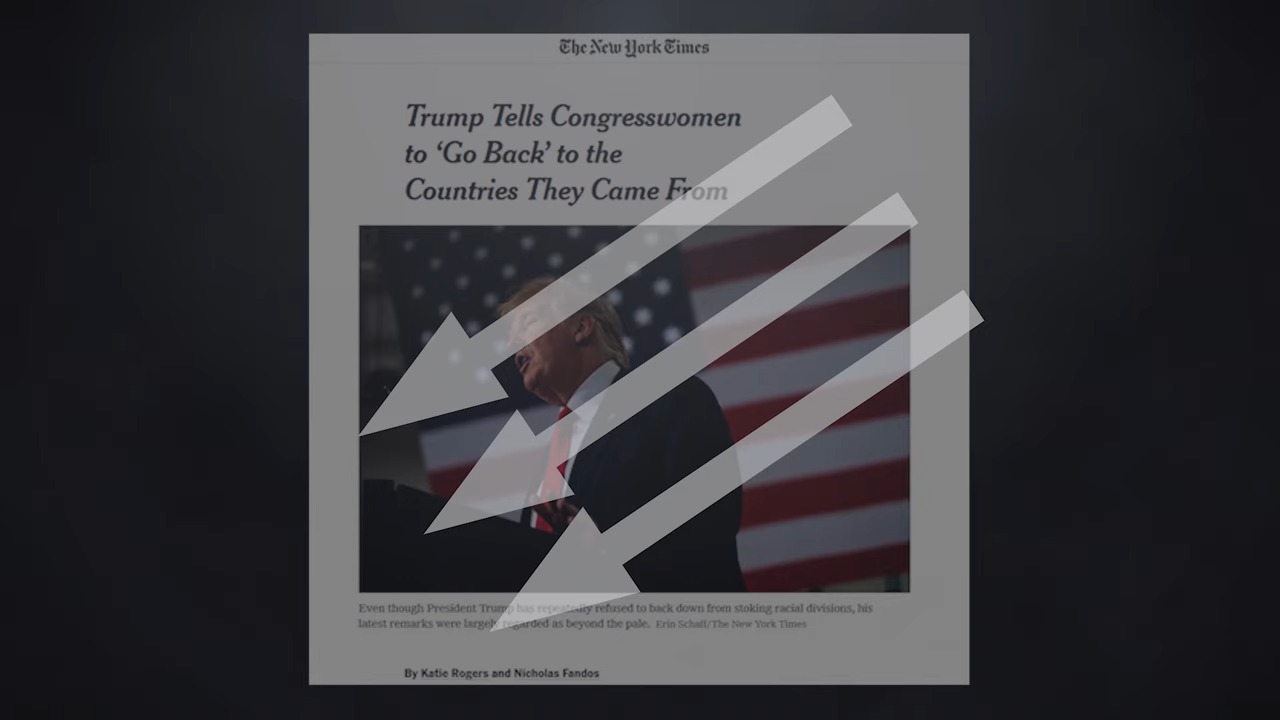 The New York Times
Trump Tells Congresswomen
to ‘Go Back’ to the
Countries They Came From
Even though President Trump has repeatedly refused to back down from stoking racial divisions, his
latest remarks were largely regarded as beyond the pale. Erin Schaff/The New York Times
By Katie Rogers and Nicholas Fandos